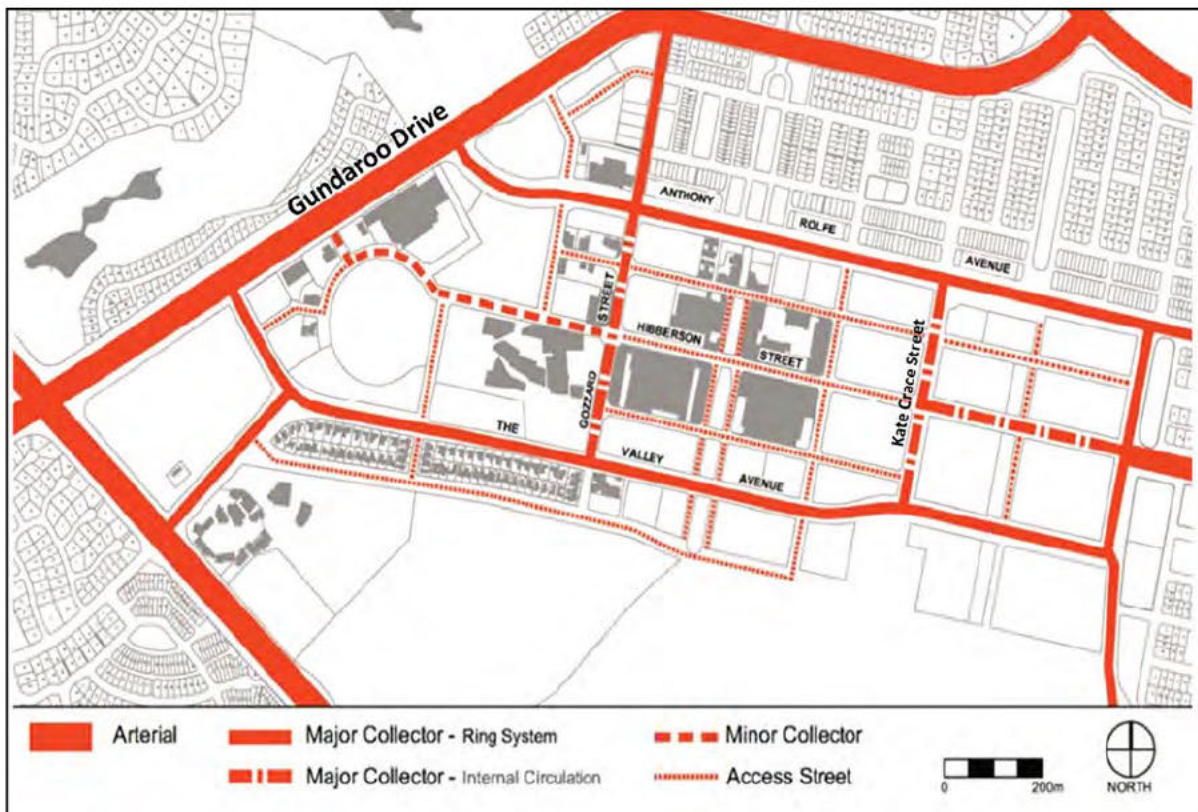 Gundaroo Drive
ANTHONY
ROLFE
AVENUE
STREET
HIBBERSON
STREET
GOZZARD
Kate Crace Street
THE
VALLEY
AVENUE
Arterial
Major Collector - Ring System
Minor Collector
Major Collector - Internal Circulation
Access Street
0
200m
NORTH